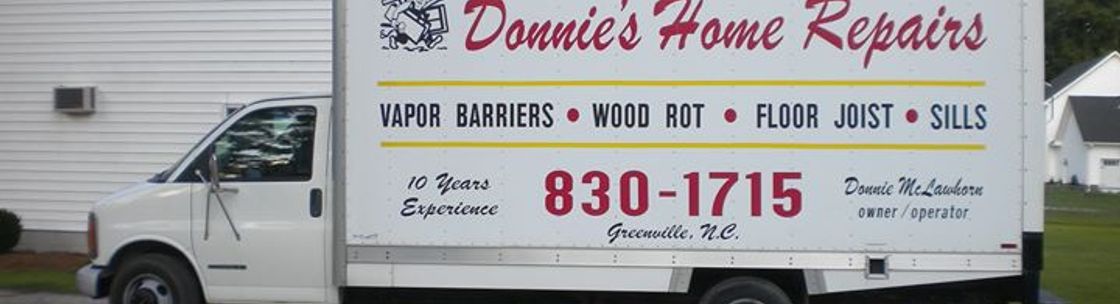 Donnie's Home Repairs
VAPOR BARRIERS • WOOD ROT • FLOOR JOIST • SILLS
10 Years
Experience
830-1715
Greenville, N.C.
Donnie McLawhorn
owner/operator